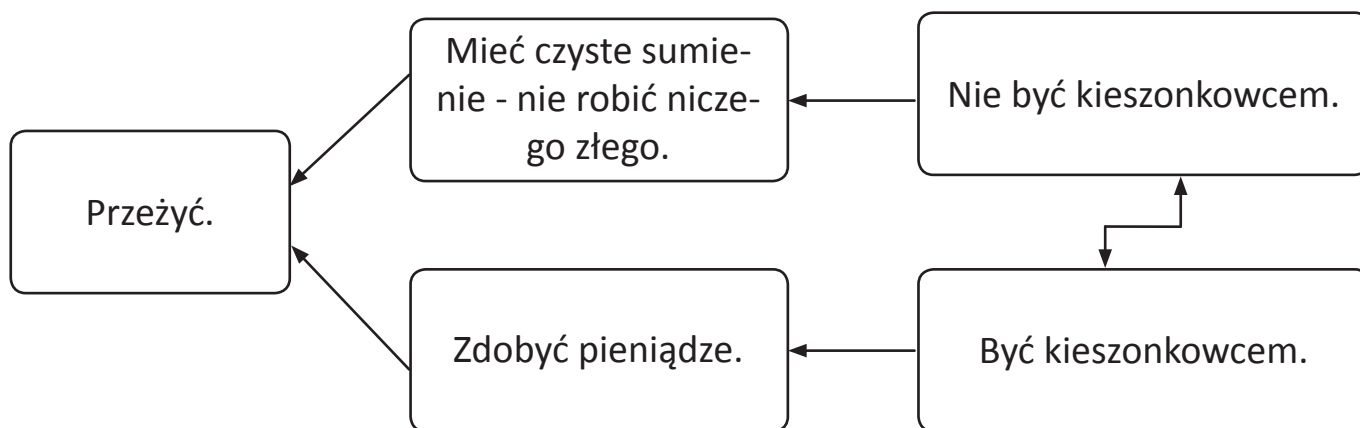 Mieć czyste sumie-
nie - nie robić nicze-
go złego.
Nie być kieszonkowcem.
Przeżyć.
Zdobyć pieniądze.
Być kieszonkowcem.